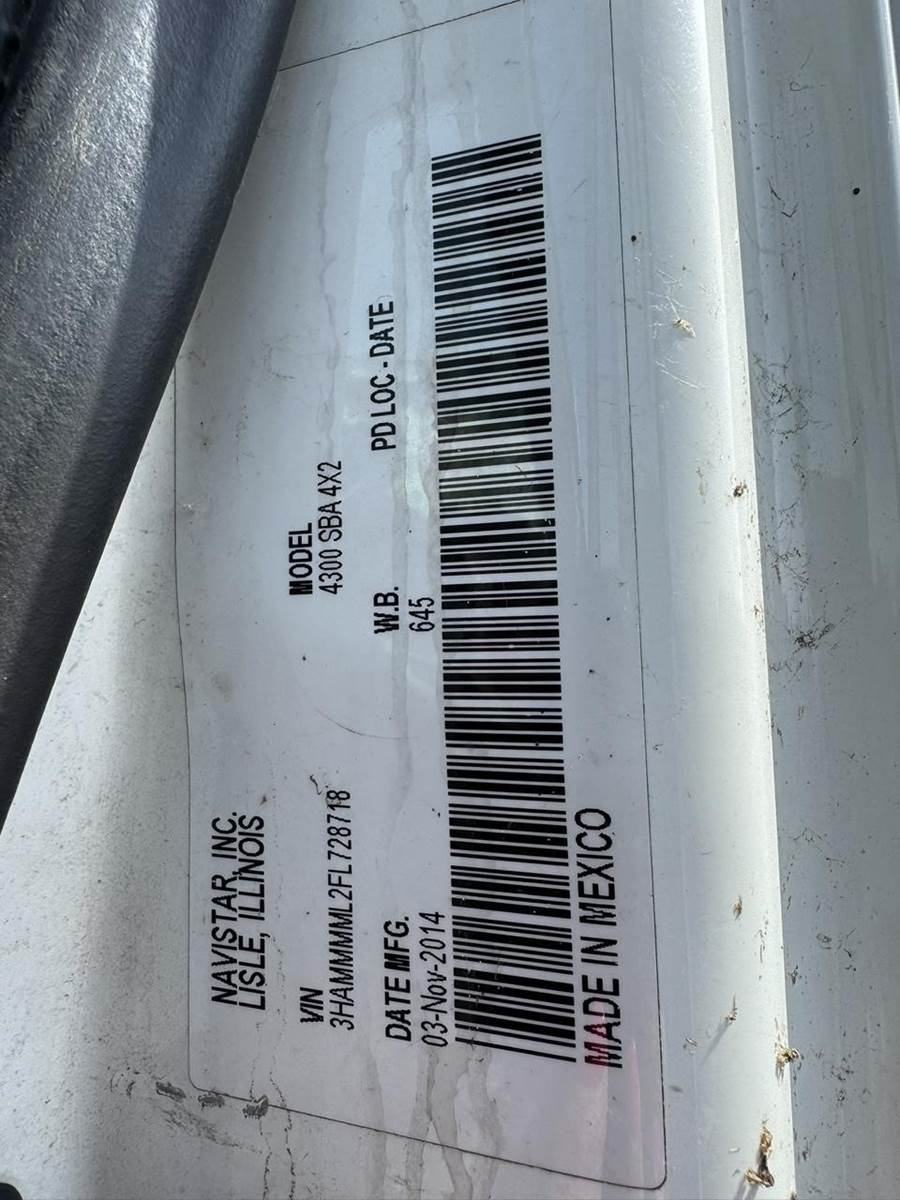 NAVISTAR, INC.
LISLE, ILLINOIS
VIN
3HAMMMML2FL728718
MODEL
4300 SBA 4X2
DATE MFG.
03-Nov-2014
W.B.
645
PD LOC - DATE
MADE IN MEXICO